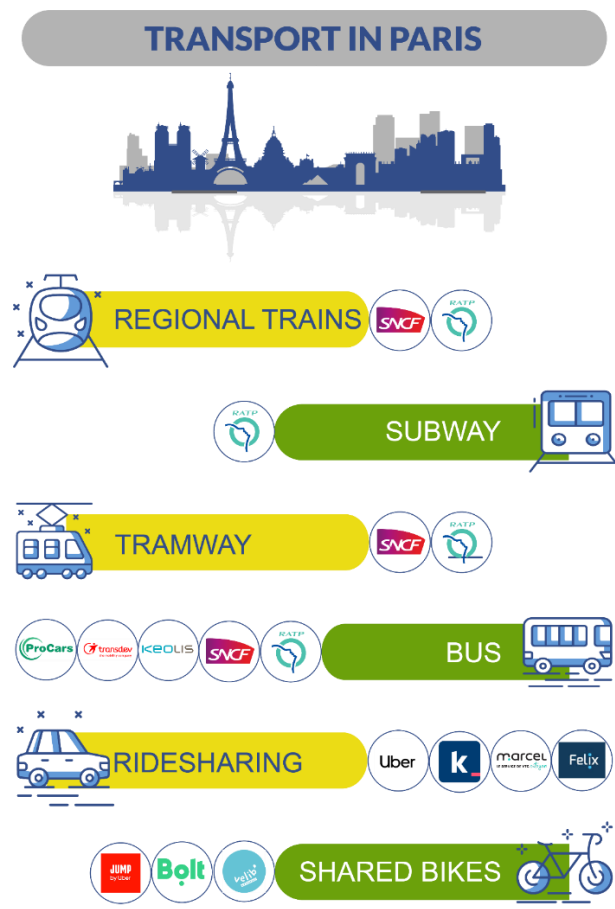 TRANSPORT IN PARIS
REGIONAL TRAINS
SNCF
RATP
RATP
SUBWAY
TRAMWAY
SNCF
RATP
ProCars
transdev
KEOLIS
SNCF
RATP
BUS
RIDESHARING
Uber
k_
marcel
Felix
JUMP
by Uber
Bolt
velib'
SHARED BIKES